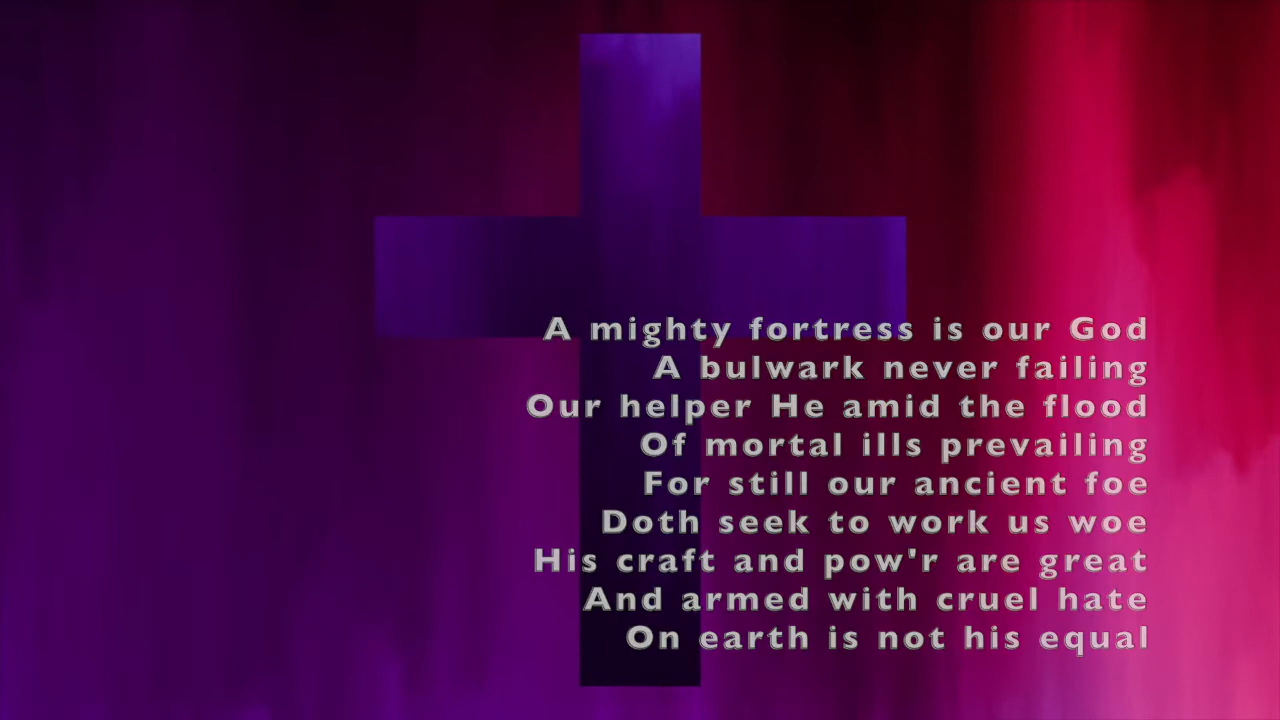 A mighty fortress is our God
A bulwark never failing
Our helper He amid the flood
Of mortal ills prevailing
For still our ancient foe
Doth seek to work us woe
His craft and pow'r are great
And armed with cruel hate
On earth is not his equal